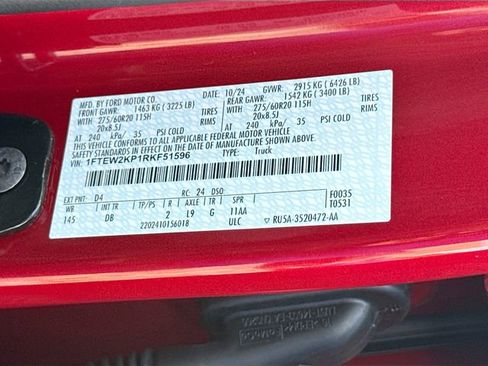 MFD. BY FORD MOTOR CO. 10/24 GVWR: 2915 KG ( 6426 LB)
FRONT GAWR: 1463 KG ( 3225 LB) REAR GAWR: 1542 KG ( 3400 LB)
WITH 275/60R20 115H TIRES WITH 275/60R20 115H TIRES
20x8.5J RIMS 20x8.5J RIMS
AT 240 kPa/ 35 PSI COLD AT 240 kPa/ 35 PSI COLD
THIS VEHICLE CONFORMS TO ALL APPLICABLE FEDERAL MOTOR VEHICLE
SAFETY STANDARDS IN EFFECT ON THE DATE OF MANUFACTURE SHOWN ABOVE.
VIN: 1FTEW2KP1RKF51596 TYPE: Truck
EXT PNT: D4 RC: 24 DSO: F0035
WB INT TR TP/PS R AXLE TR SPR T0531
145 DB 2 L9 G 11AA
2202410156018 ULC RU5A-3520472-AA